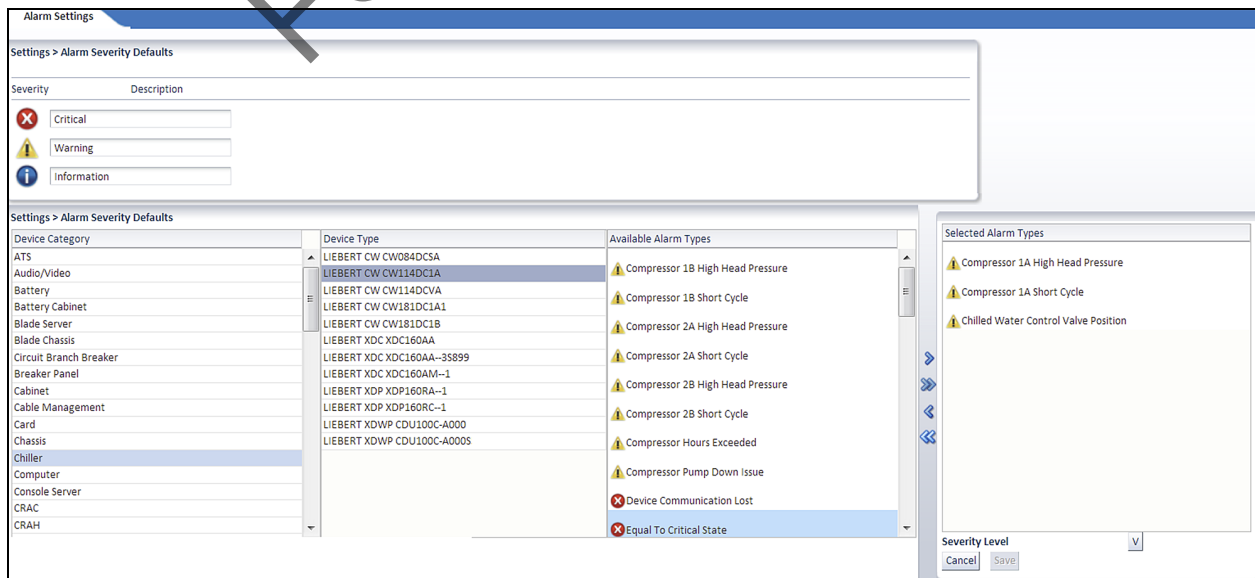 Alarm Settings
Settings > Alarm Severity Defaults
Severity Description
Critical
Warning
Information
Settings > Alarm Severity Defaults
Device Category
ATS
Audio/Video
Battery
Battery Cabinet
Blade Server
Blade Chassis
Circuit Branch Breaker
Breaker Panel
Cabinet
Cable Management
Card
Chassis
Chiller
Computer
Console Server
CRAC
CRAH
Device Type
LIEBERT CW CW084DCSA
LIEBERT CW CW114DC1A
LIEBERT CW CW114DCVA
LIEBERT CW CW181DC1A1
LIEBERT CW CW181DC1B
LIEBERT XDC XDC160AA
LIEBERT XDC XDC160AA--3S899
LIEBERT XDC XDC160AM--1
LIEBERT XDP XDP160RA--1
LIEBERT XDP XDP160RC--1
LIEBERT XDWP CDU100C-A000
LIEBERT XDWP CDU100C-A000S
Available Alarm Types
Compressor 1B High Head Pressure
Compressor 1B Short Cycle
Compressor 2A High Head Pressure
Compressor 2A Short Cycle
Compressor 2B High Head Pressure
Compressor 2B Short Cycle
Compressor Hours Exceeded
Compressor Pump Down Issue
Device Communication Lost
Equal To Critical State
Selected Alarm Types
Compressor 1A High Head Pressure
Compressor 1A Short Cycle
Chilled Water Control Valve Position
Severity Level V
Cancel Save